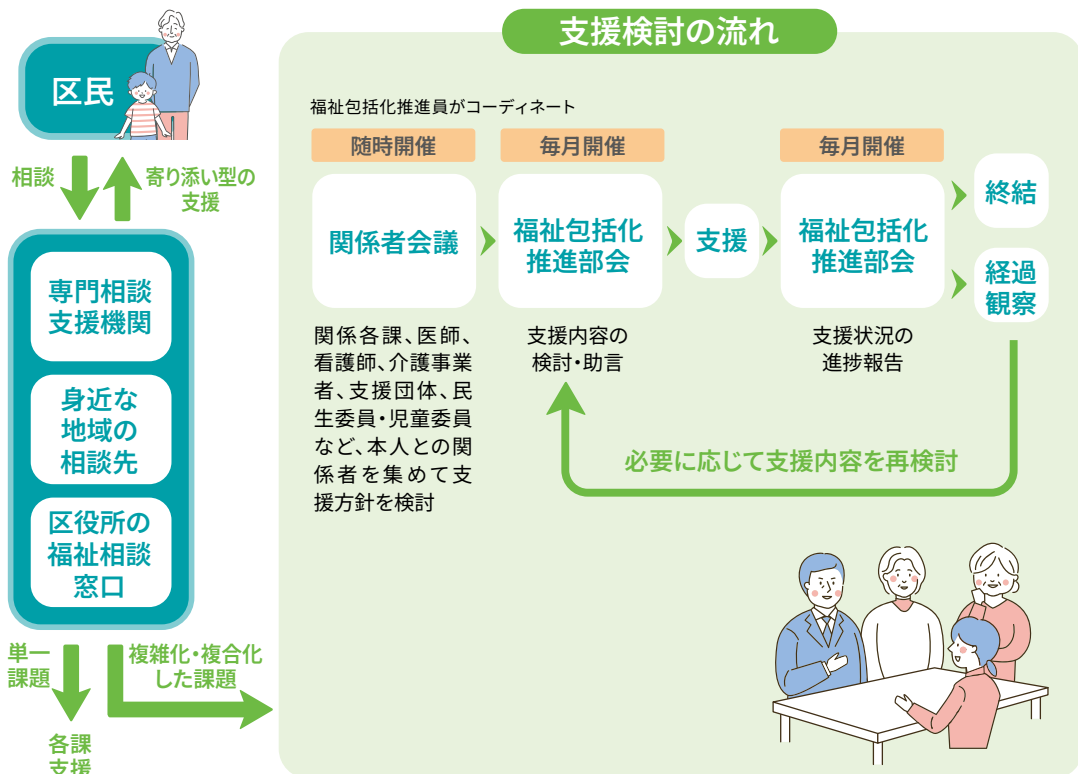 区民
相談
寄り添い型の
支援
専門相談
支援機関
身近な
地域の
相談先
区役所の
福祉相談
窓口
単一
課題
複雑化・複合化
した課題
各課
支援
支援検討の流れ
福祉包括化推進員がコーディネート
随時開催
関係者会議
関係各課、医師、
看護師、介護事業
者、支援団体、民
生委員・児童委員
など、本人との関
係者を集めて支
援方針を検討
毎月開催
福祉包括化
推進部会
支援内容の
検討・助言
支援
毎月開催
福祉包括化
推進部会
支援状況の
進捗報告
終結
経過
観察
必要に応じて支援内容を再検討